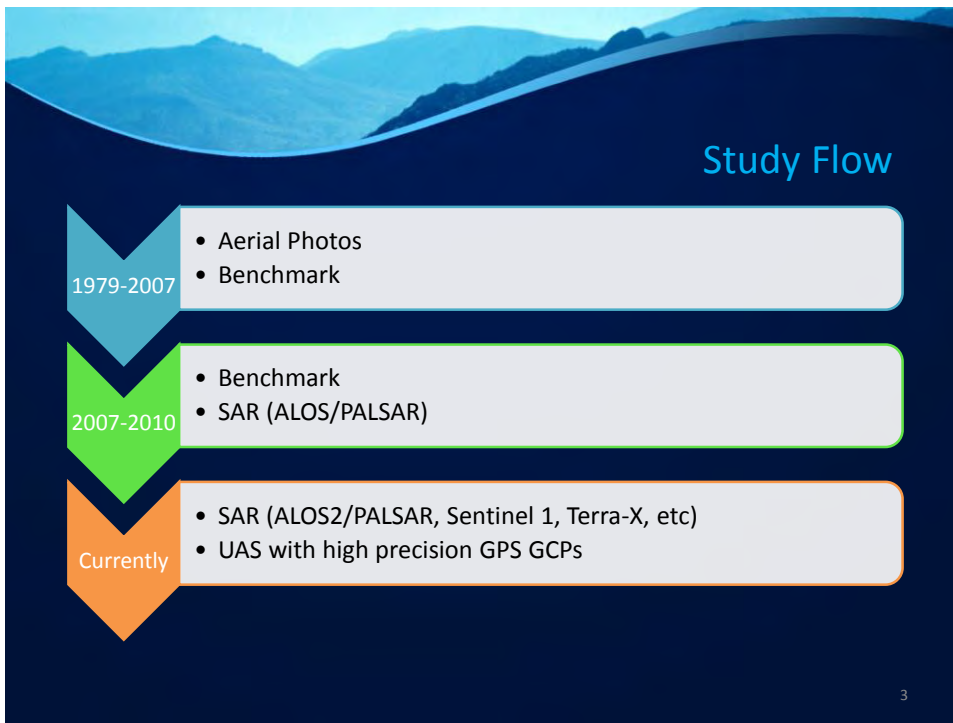 Study Flow
1979-2007
• Aerial Photos
• Benchmark
2007-2010
• Benchmark
• SAR (ALOS/PALSAR)
Currently
• SAR (ALOS2/PALSAR, Sentinel 1, Terra-X, etc)
• UAS with high precision GPS GCPs
3